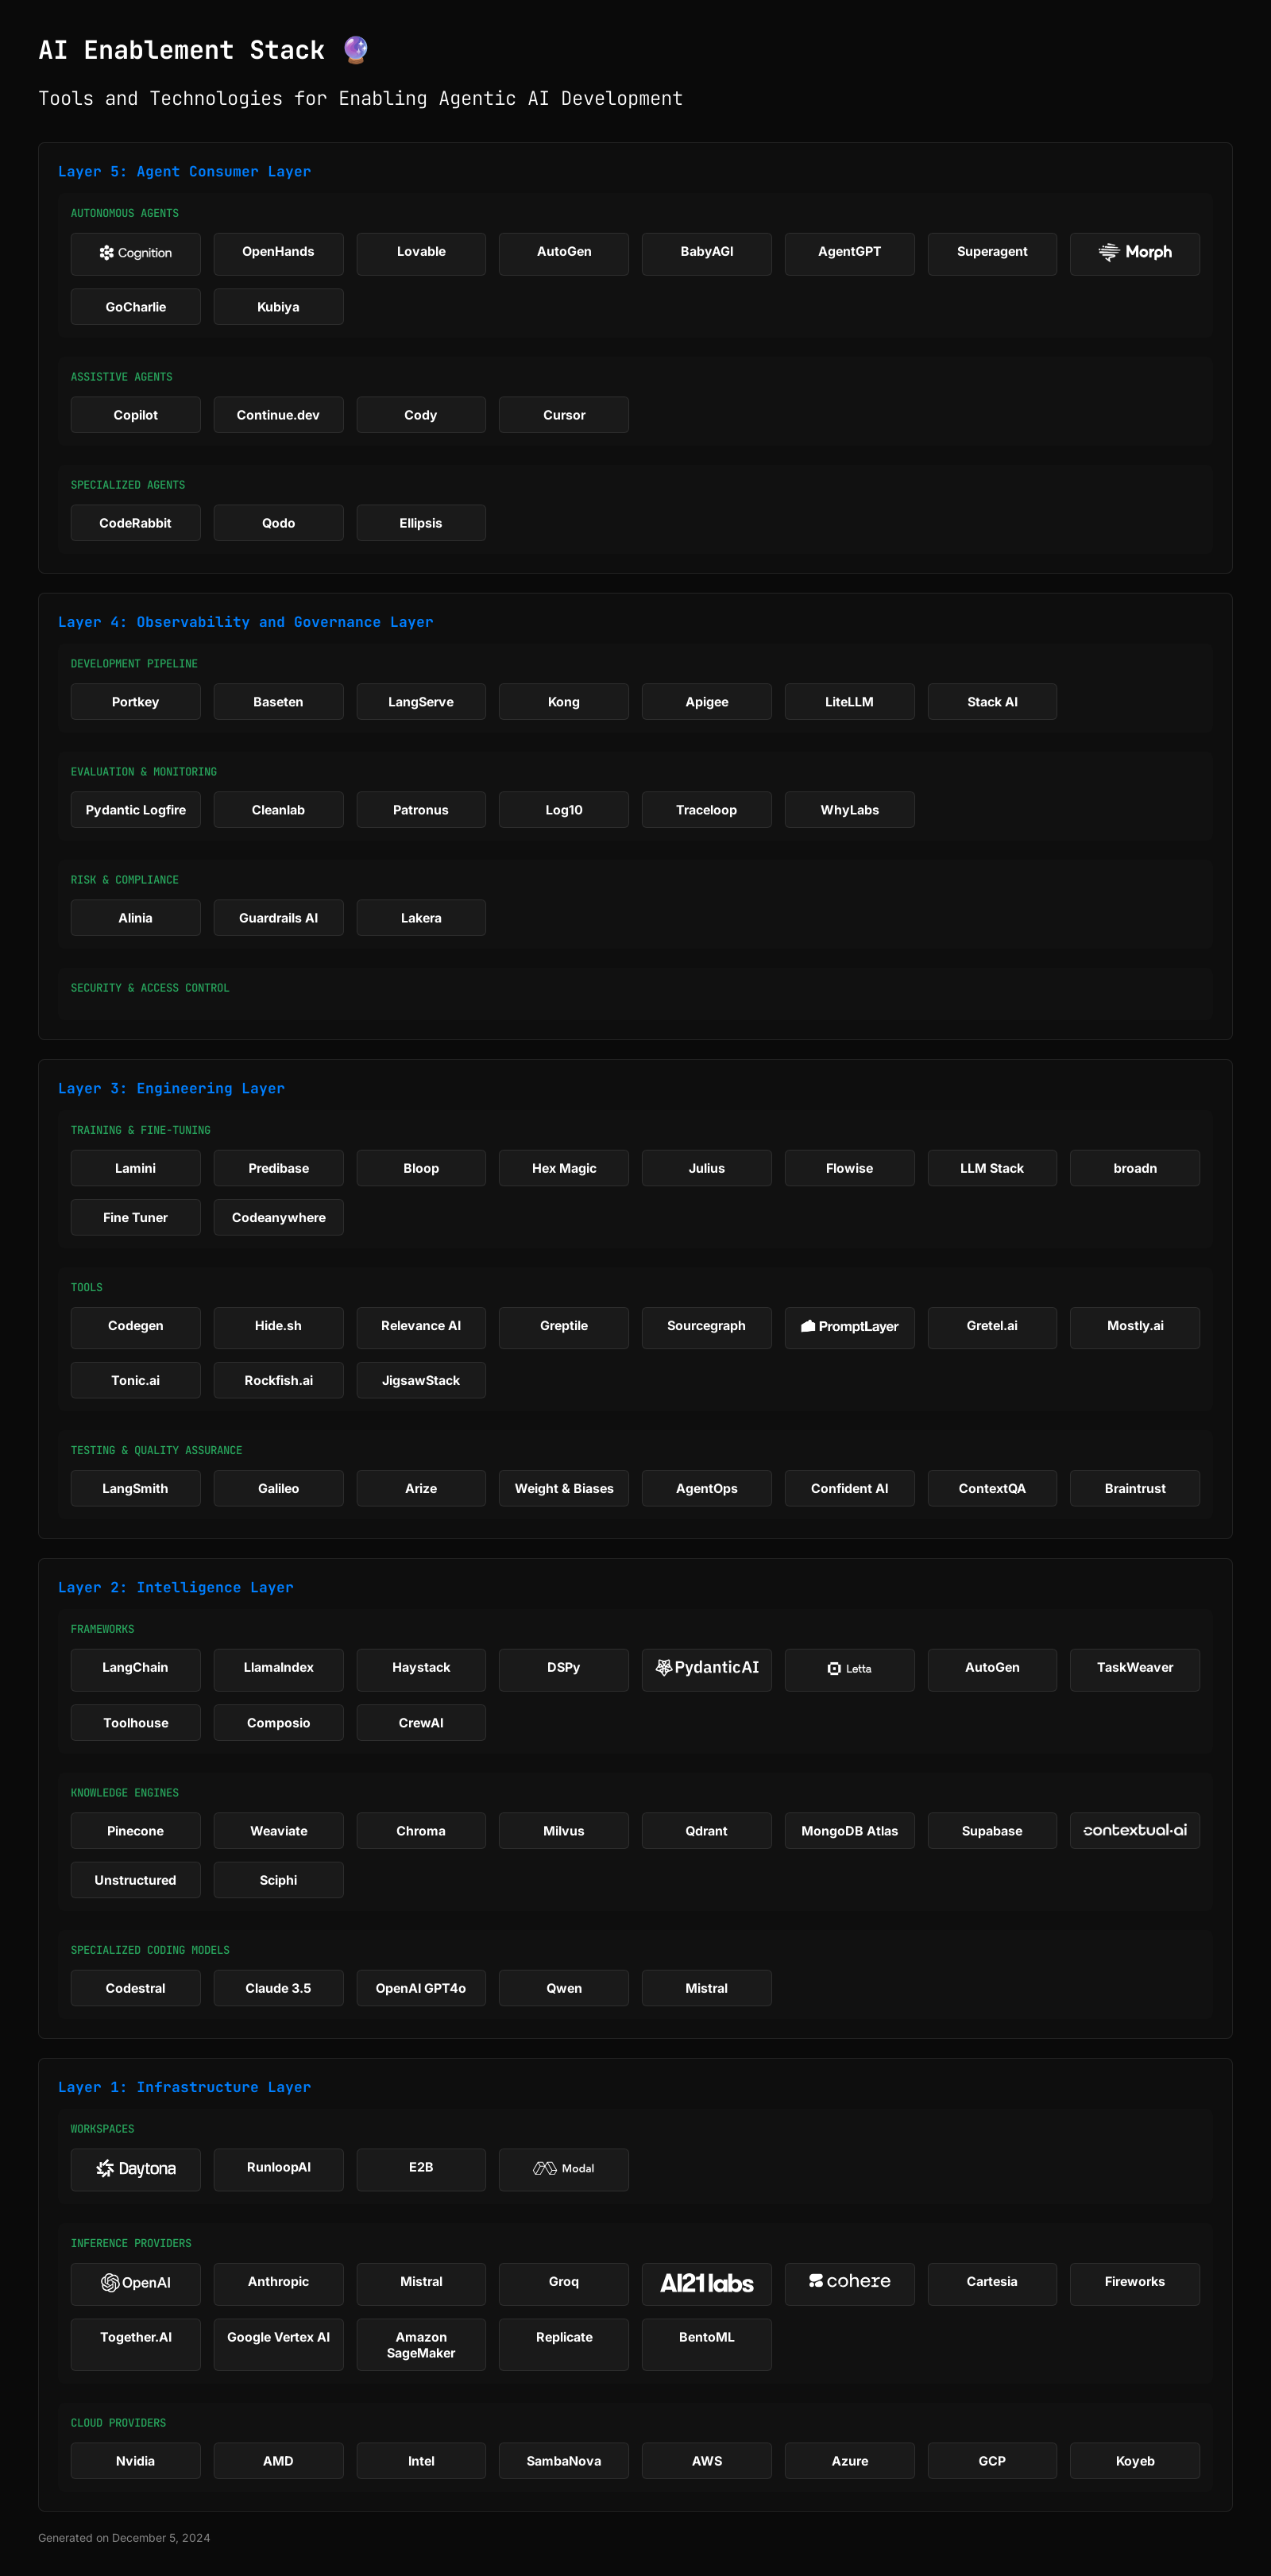 AI Enablement Stack 🔮
Tools and Technologies for Enabling Agentic AI Development
Layer 5: Agent Consumer Layer
AUTONOMOUS AGENTS
Cognition OpenHands Lovable AutoGen BabyAGI AgentGPT Superagent Morph
GoCharlie Kubiya
ASSISTIVE AGENTS
Copilot Continue.dev Cody Cursor
SPECIALIZED AGENTS
CodeRabbit Qodo Ellipsis
Layer 4: Observability and Governance Layer
DEVELOPMENT PIPELINE
Portkey Baseten LangServe Kong Apigee LiteLLM Stack AI
EVALUATION & MONITORING
Pydantic Logfire Cleanlab Patronus Log10 Traceloop WhyLabs
RISK & COMPLIANCE
Alinia Guardrails AI Lakera
SECURITY & ACCESS CONTROL
Layer 3: Engineering Layer
TRAINING & FINE-TUNING
Lamini Predibase Bloop Hex Magic Julius Flowise LLM Stack broadn
Fine Tuner Codeanywhere
TOOLS
Codegen Hide.sh Relevance AI Greptile Sourcegraph PromptLayer Gretel.ai Mostly.ai
Tonic.ai Rockfish.ai JigsawStack
TESTING & QUALITY ASSURANCE
LangSmith Galileo Arize Weight & Biases AgentOps Confident AI ContextQA Braintrust
Layer 2: Intelligence Layer
FRAMEWORKS
LangChain LlamaIndex Haystack DSPy PydanticAI Letta AutoGen TaskWeaver
Toolhouse Composio CrewAI
KNOWLEDGE ENGINES
Pinecone Weaviate Chroma Milvus Qdrant MongoDB Atlas Supabase contextual·ai
Unstructured Sciphi
SPECIALIZED CODING MODELS
Codestral Claude 3.5 OpenAI GPT4o Qwen Mistral
Layer 1: Infrastructure Layer
WORKSPACES
Daytona RunloopAI E2B Modal
INFERENCE PROVIDERS
OpenAI Anthropic Mistral Groq AI21labs cohere Cartesia Fireworks
Together.AI Google Vertex AI Amazon SageMaker Replicate BentoML
CLOUD PROVIDERS
Nvidia AMD Intel SambaNova AWS Azure GCP Koyeb
Generated on December 5, 2024